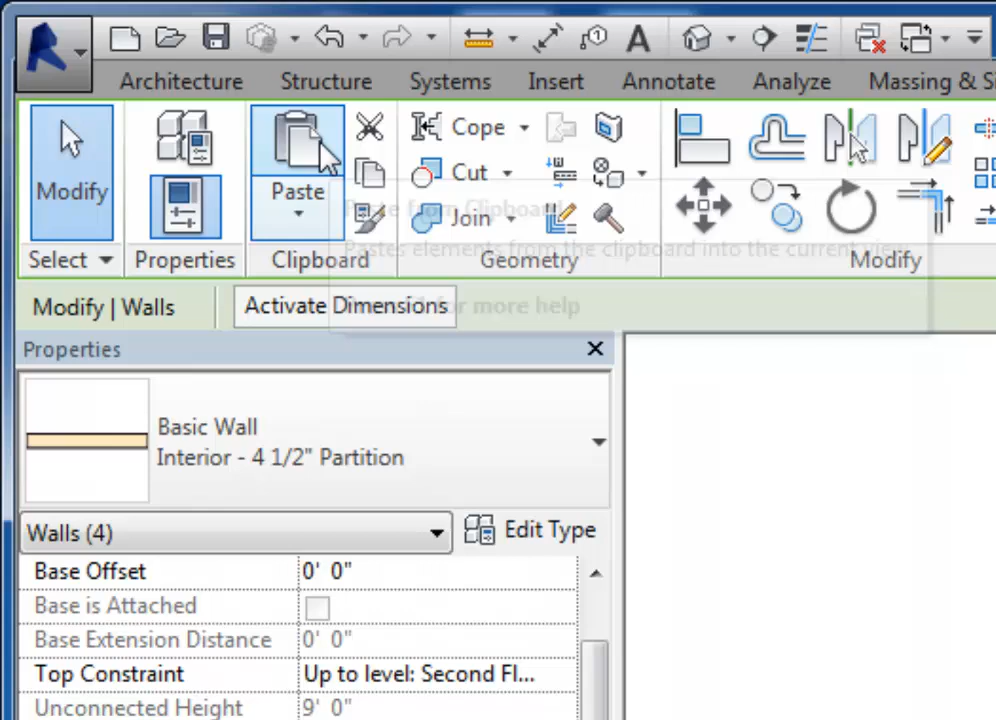 Architecture Structure Systems Insert Annotate Analyze Massing & Si
Modify Paste Cope Cut Join
Select Properties Clipboard Geometry Modify
Paste from Clipboard
Pastes elements from the clipboard into the current view
Modify | Walls Activate Dimensions for more help
Properties
Basic Wall
Interior - 4 1/2" Partition
Walls (4) Edit Type
Base Offset 0' 0"
Base is Attached
Base Extension Distance 0' 0"
Top Constraint Up to level: Second Fl...
Unconnected Height 9' 0"